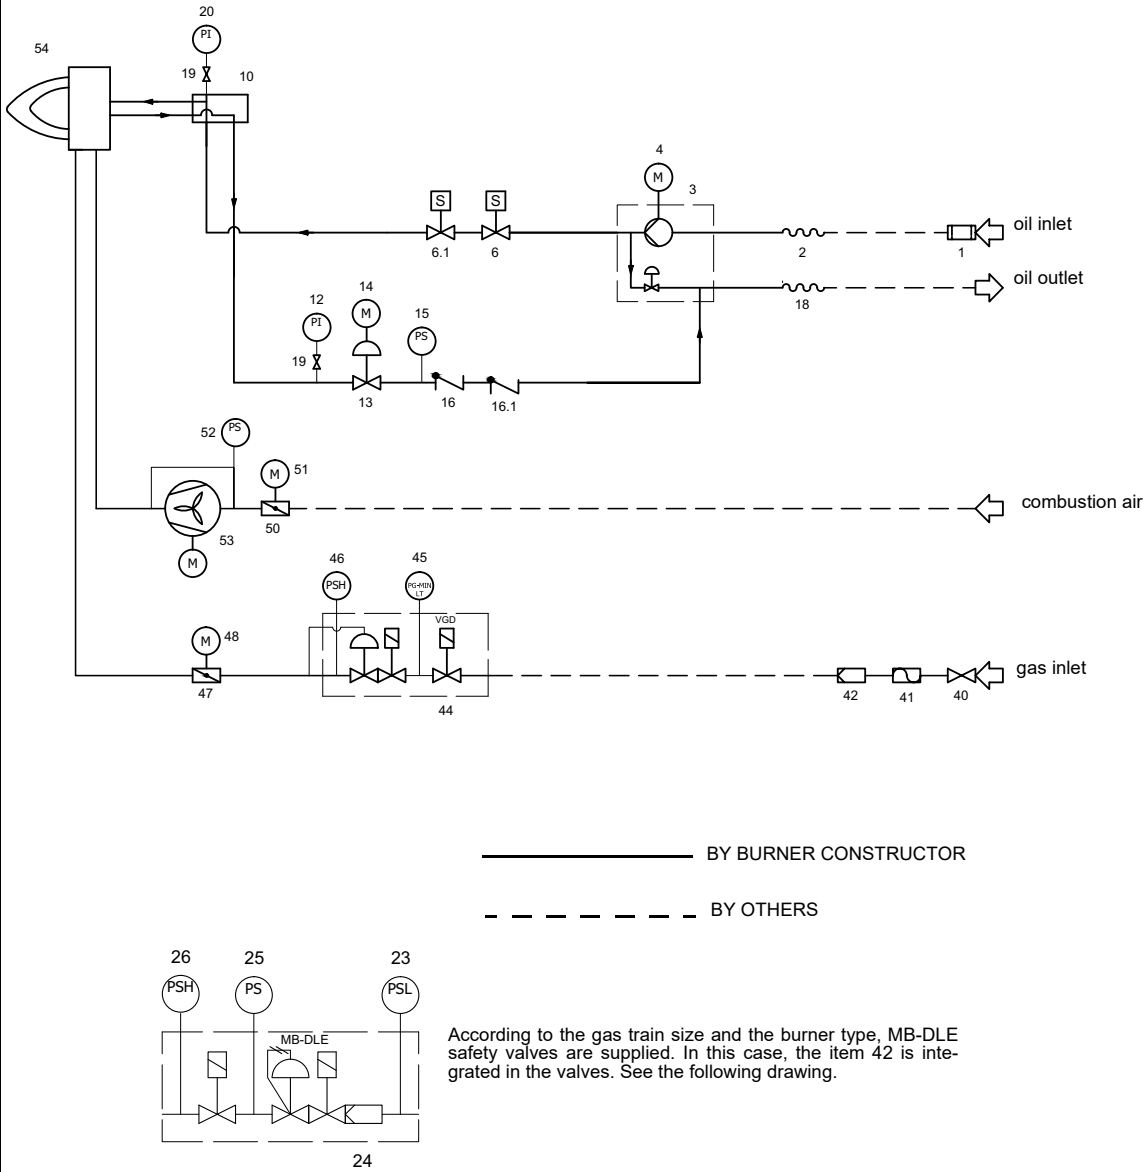 20
PI
54
19
10
4
M
3
S
S
6.1
6
2
1
oil inlet
oil outlet
18
12
PI
19
14
M
13
15
PS
16
16.1
52
PS
51
M
50
53
M
combustion air
46
PSH
45
PG-MIN
LT
VGD
48
M
47
44
42
41
40
gas inlet
BY BURNER CONSTRUCTOR
BY OTHERS
26
25
23
PSH
PS
PSL
MB-DLE
24
According to the gas train size and the burner type, MB-DLE
safety valves are supplied. In this case, the item 42 is inte-
grated in the valves. See the following drawing.